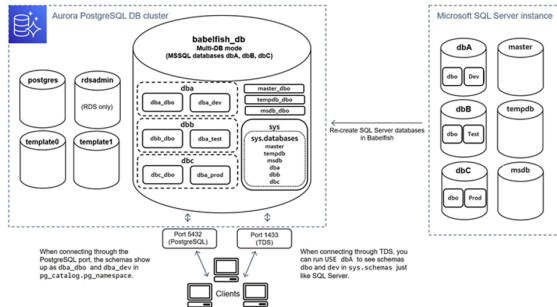 Aurora PostgreSQL DB cluster
Microsoft SQL Server instance
babelfish_db
Multi-DB mode
(MSSQL databases dbA, dbB, dbC)
postgres
rdsadmin
(RDS only)
template0
template1
dba
dba_dbo
dba_dev
dbb
dbb_dbo
dba_test
dbc
dbc_dbo
dba_prod
master_dbo
tempdb_dbo
msdb_dbo
sys
sys.databases
master
tempdb
msdb
dba
dbb
dbc
Re-create SQL Server databases
in Babelfish
dbA
dbo
Dev
master
dbB
dbo
Test
tempdb
dbC
dbo
Prod
msdb
Port 5432
(PostgreSQL)
Port 1433
(TDS)
When connecting through the
PostgreSQL port, the schemas show
up as dba_dbo and dba_dev in
pg_catalog.pg_namespace.
When connecting through TDS, you
can run USE dbA to see schemas
dbo and dev in sys.schemas just
like SQL Server.
Clients